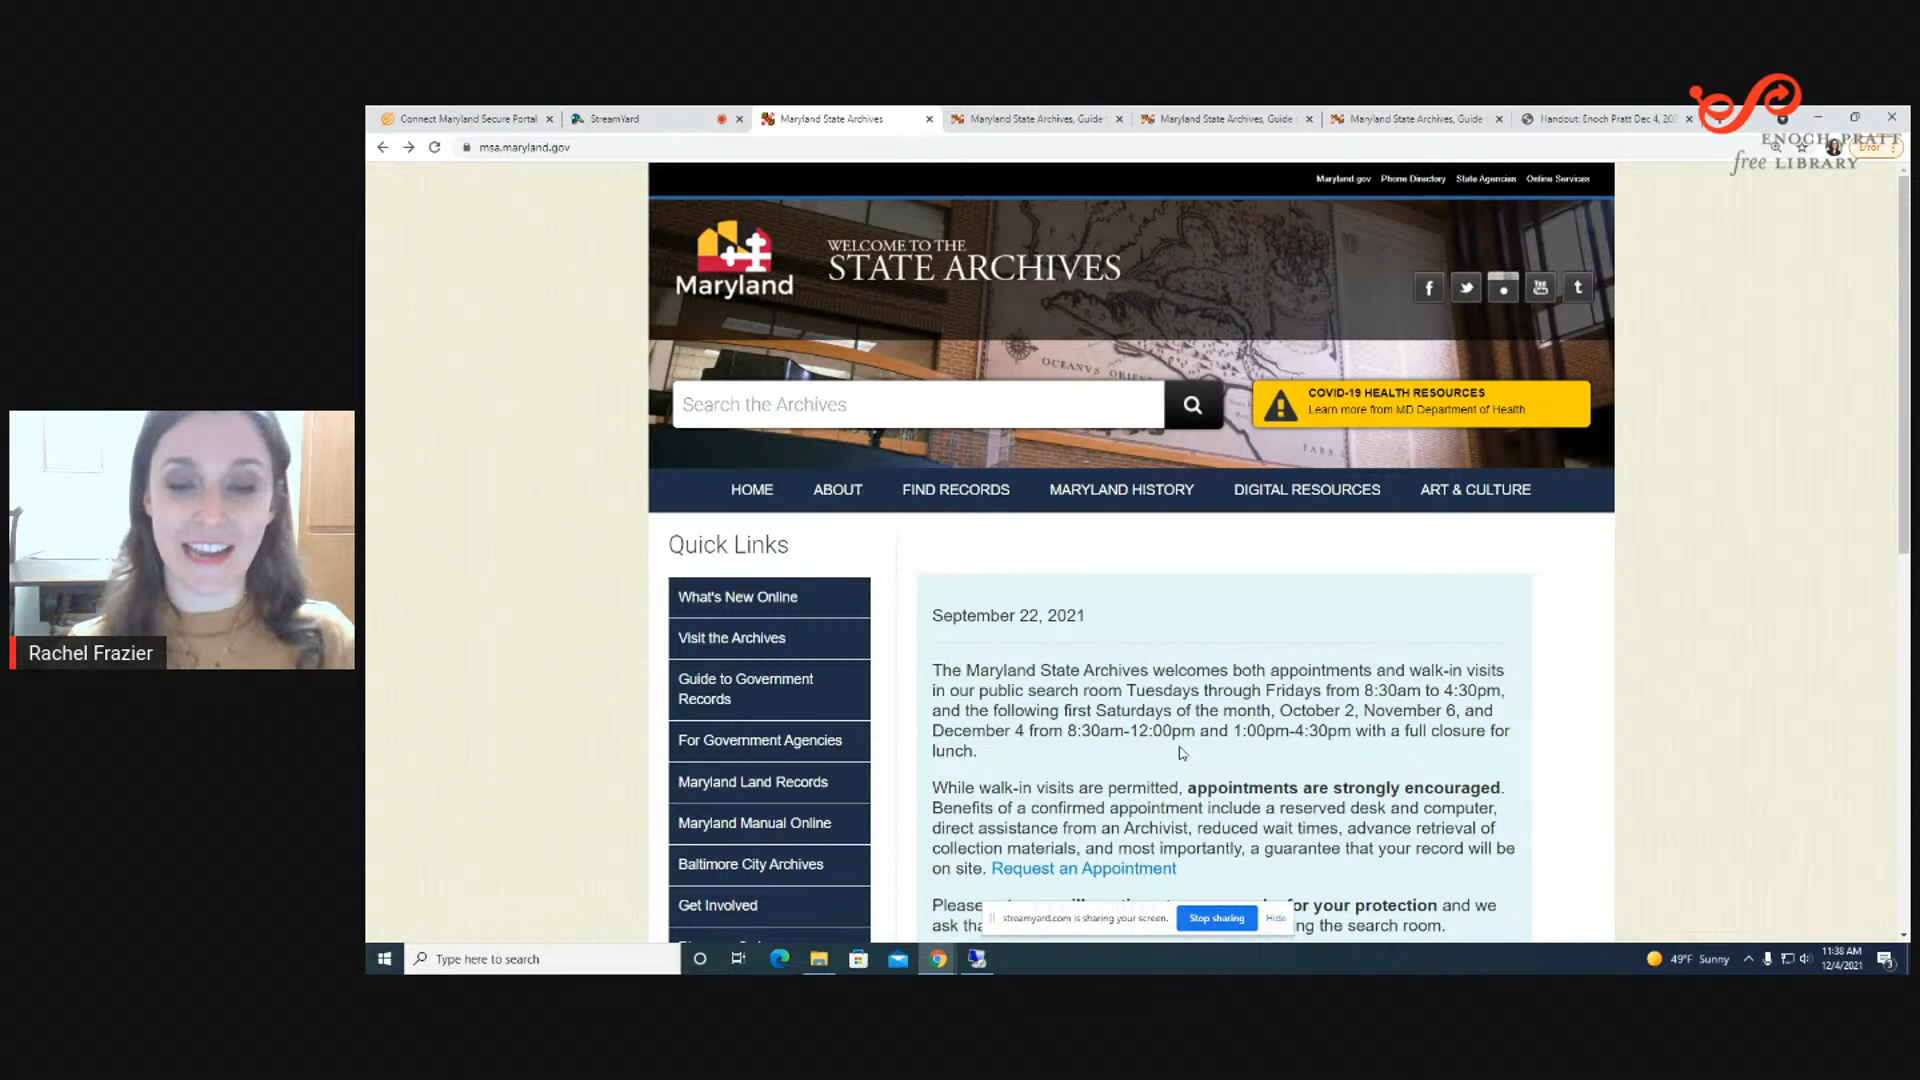 Connect Maryland Secure Portal
StreamYard
Maryland State Archives
Maryland State Archives, Guide
Maryland State Archives, Guide
Maryland State Archives, Guide
Handout: Enoch Pratt Dec 4, 202
ENOCH PRATT
free LIBRARY
msa.maryland.gov
Error
Maryland.gov Phone Directory State Agencies Online Services
Maryland
WELCOME TO THE
STATE ARCHIVES
OCEANVS
Search the Archives
COVID-19 HEALTH RESOURCES
Learn more from MD Department of Health
HOME ABOUT FIND RECORDS MARYLAND HISTORY DIGITAL RESOURCES ART & CULTURE
Quick Links
What's New Online
Visit the Archives
Guide to Government
Records
For Government Agencies
Maryland Land Records
Maryland Manual Online
Baltimore City Archives
Get Involved
September 22, 2021
The Maryland State Archives welcomes both appointments and walk-in visits
in our public search room Tuesdays through Fridays from 8:30am to 4:30pm,
and the following first Saturdays of the month, October 2, November 6, and
December 4 from 8:30am-12:00pm and 1:00pm-4:30pm with a full closure for
lunch.
While walk-in visits are permitted, appointments are strongly encouraged.
Benefits of a confirmed appointment include a reserved desk and computer,
direct assistance from an Archivist, reduced wait times, advance retrieval of
collection materials, and most importantly, a guarantee that your record will be
on site. Request an Appointment
Please for your protection and we
ask ng the search room.
streamyard.com is sharing your screen. Stop sharing Hide
Rachel Frazier
Type here to search
49°F Sunny
11:38 AM
12/4/2021